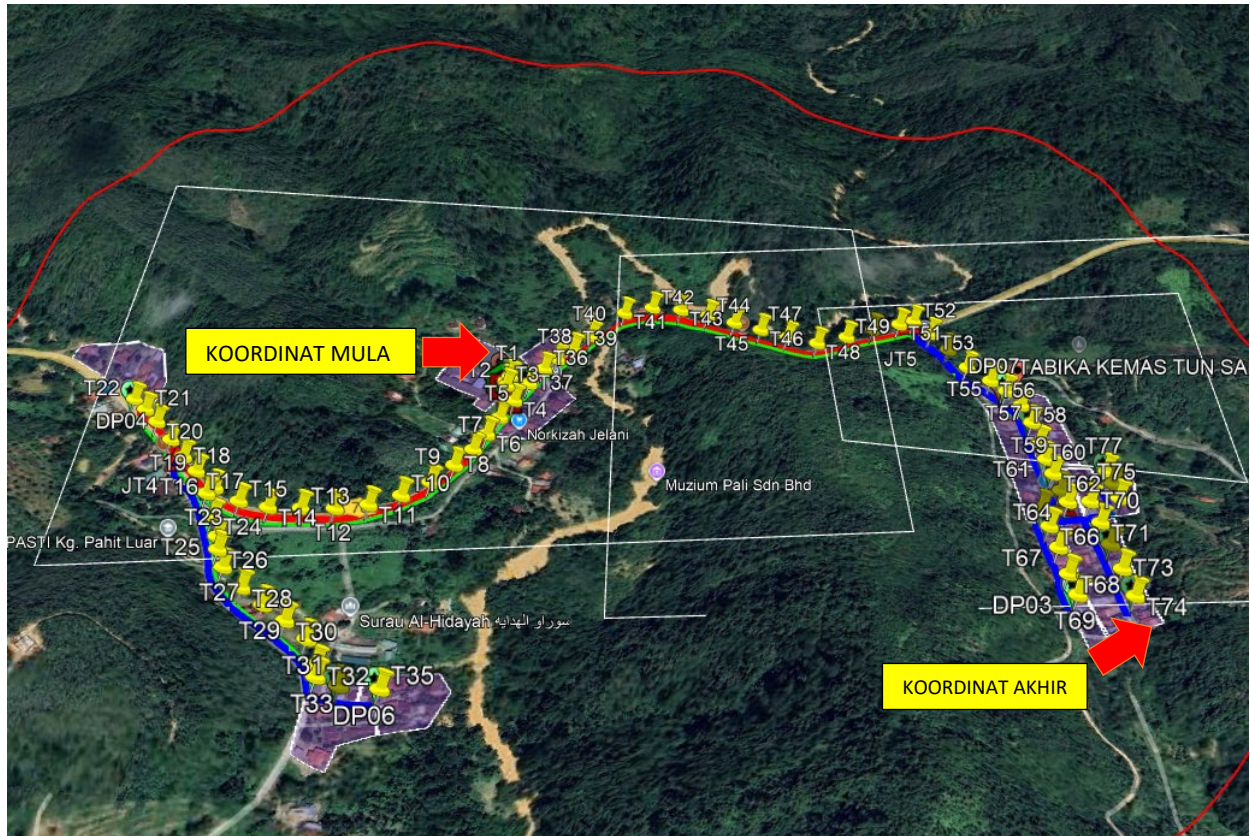 T40
T42
T44
T41
T43
T47
T52
T38
T39
T45
T46
T49
T51
T48
JT5
T53
KOORDINAT MULA
T1
2
T36
T3
T37
T5
T4
DP07
TABIKA KEMAS TUN SA
T55
T56
T57
T58
T22
T21
DP04
T20
T7
T6
Norkizah Jelani
T59
T60
T77
T18
T19
T9
T8
T61
T75
JT4
T16
T17
T15
T13
T10
Muzium Pali Sdn Bhd
T62
T70
T14
T12
T11
T23
T24
T64
T66
T71
PASTI Kg. Pahit Luar
T25
T26
T67
T73
T27
T28
T68
DP03
T74
Surau Al-Hidayah سوراو الهدايه
T69
T29
T30
T31
T32
T35
T33
DP06
KOORDINAT AKHIR